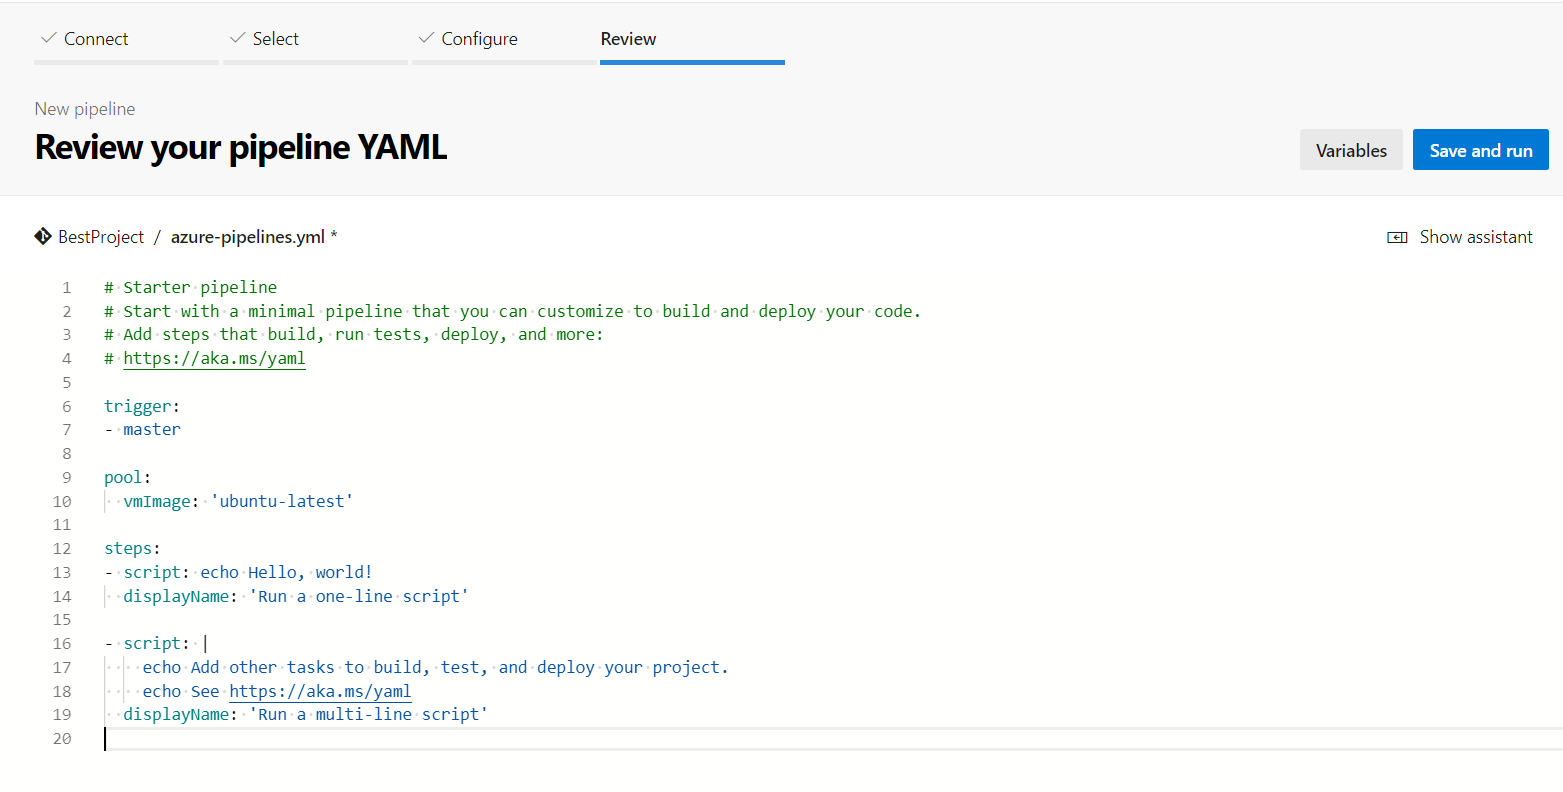 Connect Select Configure Review
New pipeline
Review your pipeline YAML
Variables Save and run
BestProject / azure-pipelines.yml *
Show assistant
1 # Starter pipeline
2 # Start with a minimal pipeline that you can customize to build and deploy your code.
3 # Add steps that build, run tests, deploy, and more:
4 # https://aka.ms/yaml
5
6 trigger:
7 - master
8
9 pool:
10   vmImage: 'ubuntu-latest'
11
12 steps:
13 - script: echo Hello, world!
14   displayName: 'Run a one-line script'
15
16 - script: |
17     echo Add other tasks to build, test, and deploy your project.
18     echo See https://aka.ms/yaml
19   displayName: 'Run a multi-line script'
20